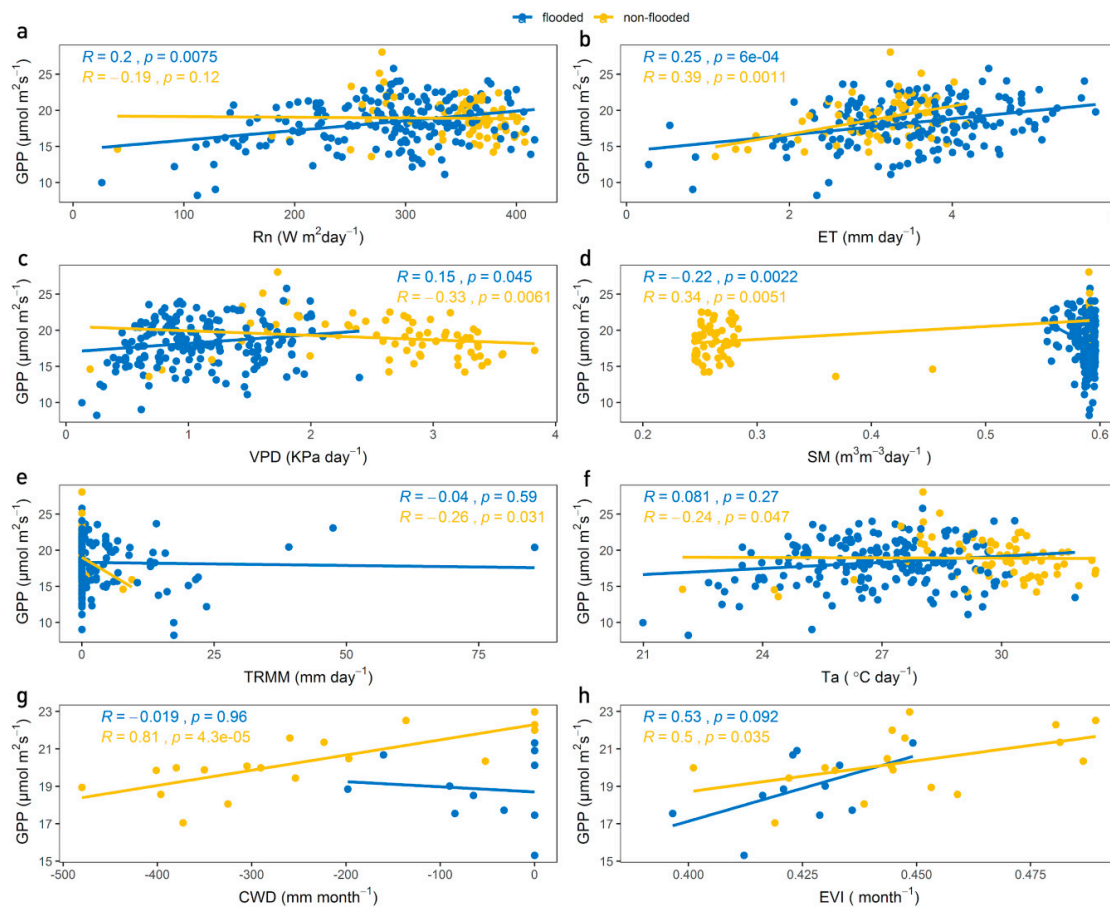 flooded non-flooded
a
R = 0.2 , p = 0.0075
R = −0.19 , p = 0.12
GPP (μmol m²s⁻¹)
25
20
15
10
0 100 200 300 400
Rn (W m²day⁻¹)
b
R = 0.25 , p = 6e−04
R = 0.39 , p = 0.0011
GPP (μmol m²s⁻¹)
25
20
15
10
0 2 4
ET (mm day⁻¹)
c
R = 0.15 , p = 0.045
R = −0.33 , p = 0.0061
GPP (μmol m²s⁻¹)
25
20
15
10
0 1 2 3 4
VPD (KPa day⁻¹)
d
R = −0.22 , p = 0.0022
R = 0.34 , p = 0.0051
GPP (μmol m²s⁻¹)
25
20
15
10
0.2 0.3 0.4 0.5 0.6
SM (m³m⁻³day⁻¹ )
e
R = −0.04 , p = 0.59
R = −0.26 , p = 0.031
GPP (μmol m²s⁻¹)
25
20
15
10
0 25 50 75
TRMM (mm day⁻¹)
f
R = 0.081 , p = 0.27
R = −0.24 , p = 0.047
GPP (μmol m²s⁻¹)
25
20
15
10
21 24 27 30
Ta ( °C day⁻¹)
g
R = −0.019 , p = 0.96
R = 0.81 , p = 4.3e−05
GPP (μmol m²s⁻¹)
23
21
19
17
15
-500 -400 -300 -200 -100 0
CWD (mm month⁻¹)
h
R = 0.53 , p = 0.092
R = 0.5 , p = 0.035
GPP (μmol m²s⁻¹)
23
21
19
17
15
0.400 0.425 0.450 0.475
EVI ( month⁻¹)